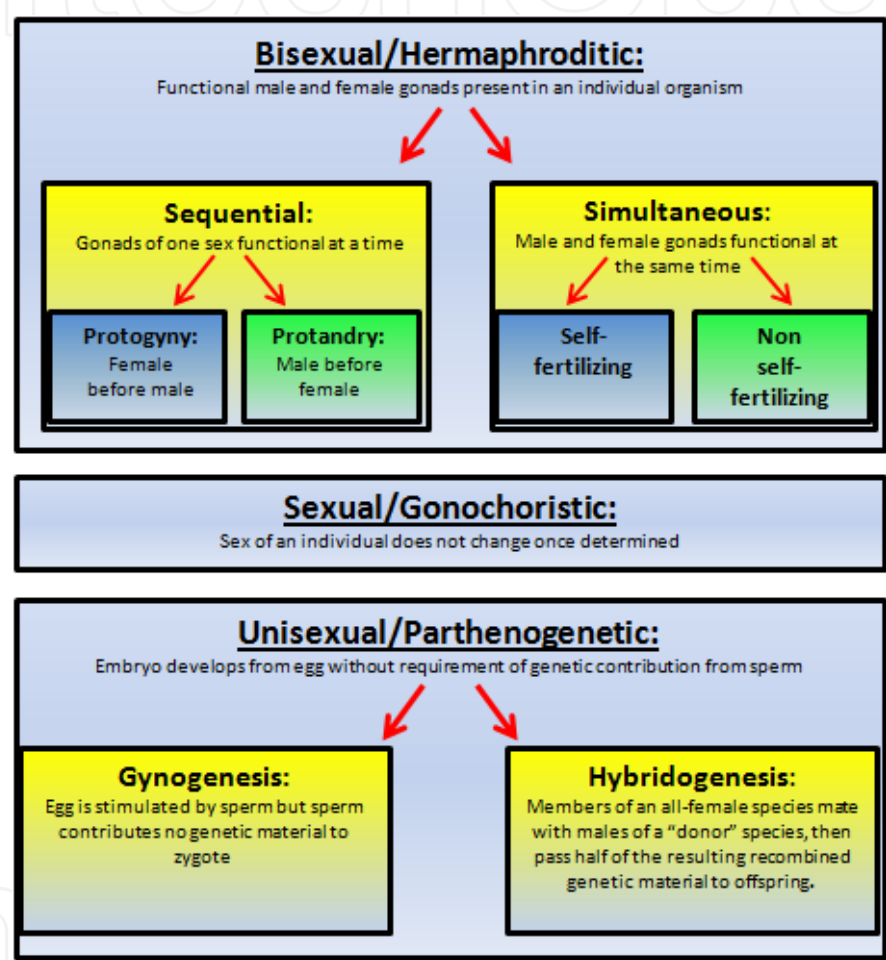 Bisexual/Hermaphroditic:
Functional male and female gonads present in an individual organism
Sequential:
Gonads of one sex functional at a time
Protogyny:
Female
before male
Protandry:
Male before
female
Simultaneous:
Male and female gonads functional at
the same time
Self-
fertilizing
Non
self-
fertilizing
Sexual/Gonochoristic:
Sex of an individual does not change once determined
Unisexual/Parthenogenetic:
Embryo develops from egg without requirement of genetic contribution from sperm
Gynogenesis:
Egg is stimulated by sperm but sperm
contributes no genetic material to
zygote
Hybridogenesis:
Members of an all-female species mate
with males of a “donor” species, then
pass half of the resulting recombined
genetic material to offspring.